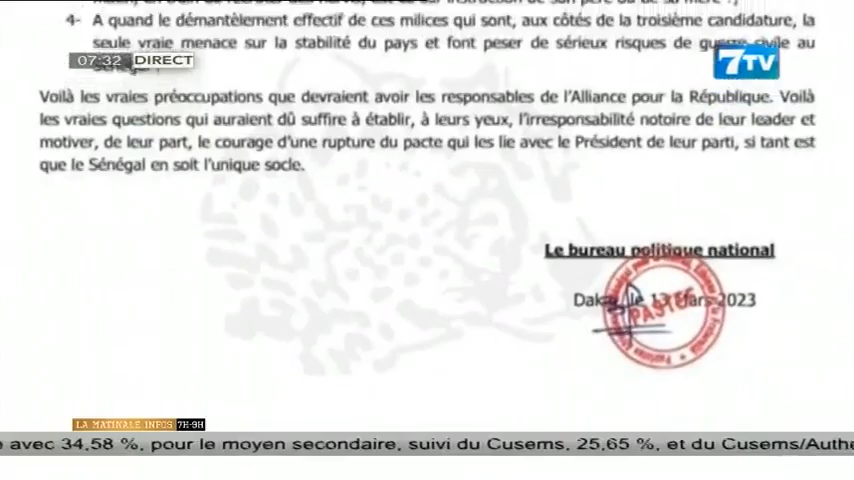 4- A quand le démantèlement effectif de ces milices qui sont, aux côtés de la troisième candidature, la
seule vraie menace sur la stabilité du pays et font peser de sérieux risques de guerre civile au
07:32 DIRECT
7TV
Voilà les vraies préoccupations que devraient avoir les responsables de l'Alliance pour la République. Voilà
les vraies questions qui auraient dû suffire à établir, à leurs yeux, l'irresponsabilité notoire de leur leader et
motiver, de leur part, le courage d'une rupture du pacte qui les lie avec le Président de leur parti, si tant est
que le Sénégal en soit l'unique socle.
Le bureau politique national
Dakar, le 13 Mars 2023
PASTEF
LA MATINALE INFOS 7H-9H
avec 34,58 %, pour le moyen secondaire, suivi du Cusems, 25,65 %, et du Cusems/Authe